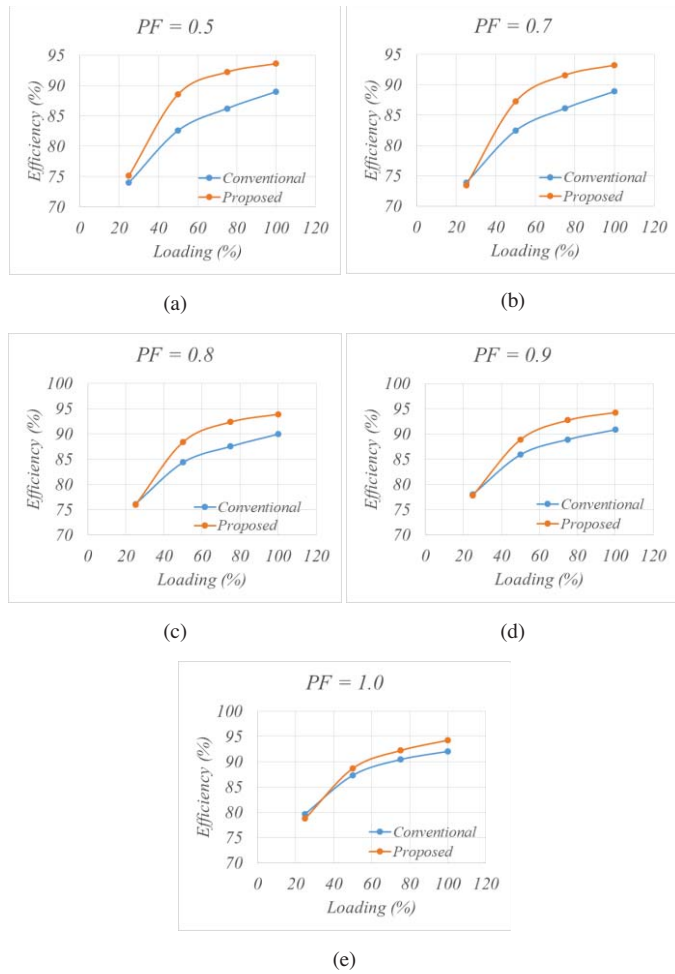 PF = 0.5
95
90
85
80
75
70
Efficiency (%)
Conventional
Proposed
0 20 40 60 80 100 120
Loading (%)
(a)
PF = 0.7
95
90
85
80
75
70
Efficiency (%)
Conventional
Proposed
0 20 40 60 80 100 120
Loading (%)
(b)
PF = 0.8
100
95
90
85
80
75
70
Efficiency (%)
Conventional
Proposed
0 20 40 60 80 100 120
Loading (%)
(c)
PF = 0.9
100
95
90
85
80
75
70
Efficiency (%)
Conventional
Proposed
0 20 40 60 80 100 120
Loading (%)
(d)
PF = 1.0
100
95
90
85
80
75
70
Efficiency (%)
Conventional
Proposed
0 20 40 60 80 100 120
Loading (%)
(e)